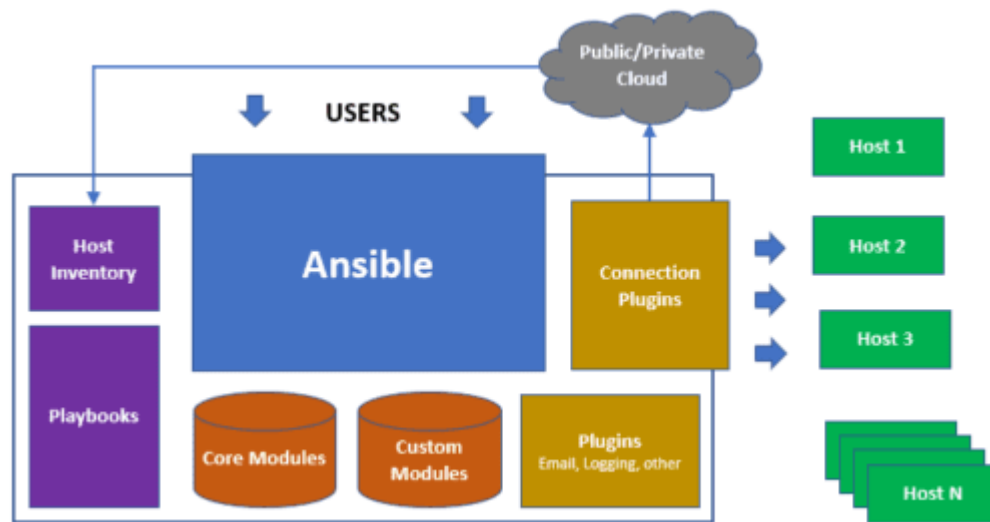 Public/Private
Cloud
USERS
Host 1
Host
Inventory
Ansible
Connection
Plugins
Host 2
Host 3
Playbooks
Core Modules
Custom
Modules
Plugins
Email, Logging, other
Host N